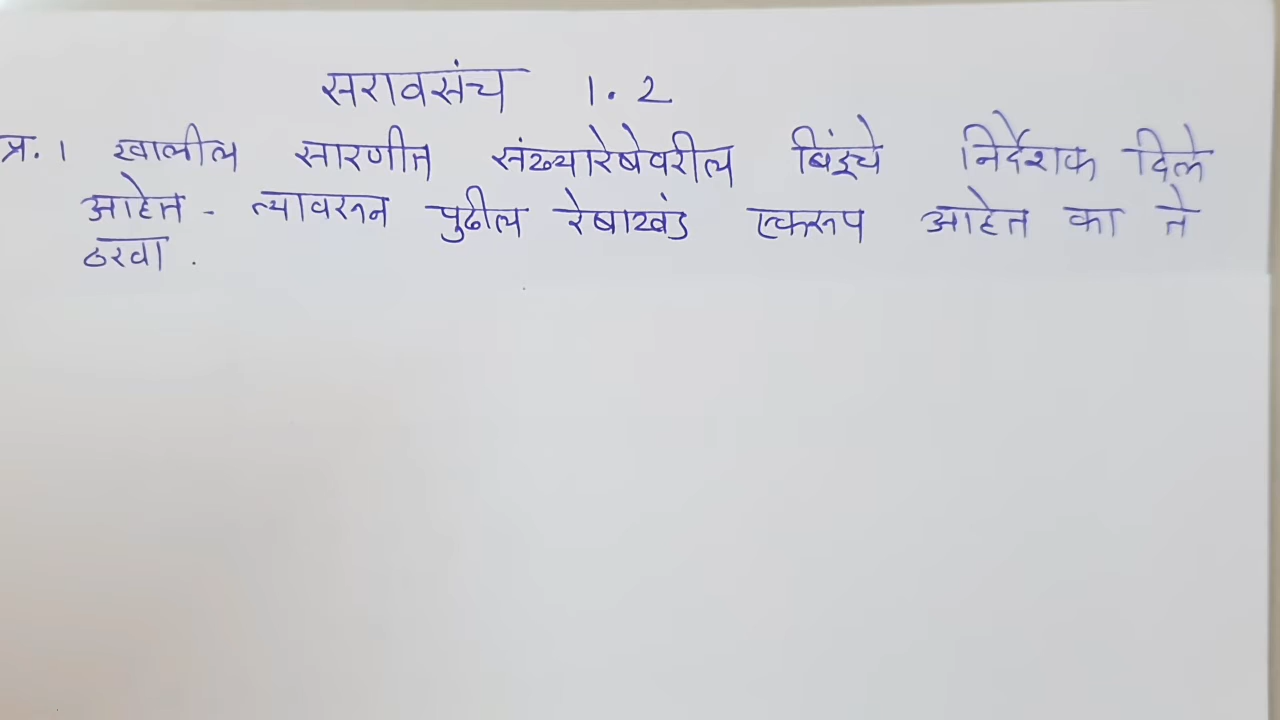 सरावसंच 1.2
प्र.1 खालील सारणीत संख्यारेषेवरील बिंदूंचे निर्देशक दिले
आहेत - त्यावरुन पुढील रेषाखंड एकरुप आहेत का ते
ठरवा .